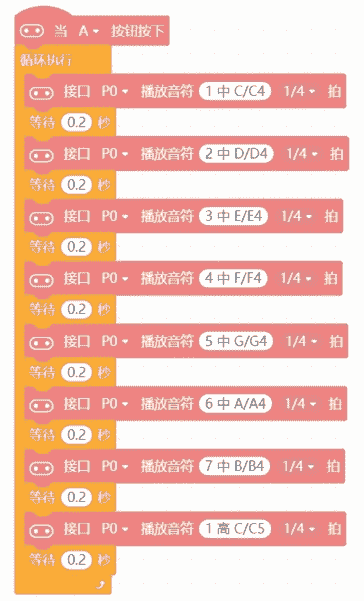 当 A 按钮按下
循环执行
接口 P0 播放音符 1 中 C/C4 1/4 拍
等待 0.2 秒
接口 P0 播放音符 2 中 D/D4 1/4 拍
等待 0.2 秒
接口 P0 播放音符 3 中 E/E4 1/4 拍
等待 0.2 秒
接口 P0 播放音符 4 中 F/F4 1/4 拍
等待 0.2 秒
接口 P0 播放音符 5 中 G/G4 1/4 拍
等待 0.2 秒
接口 P0 播放音符 6 中 A/A4 1/4 拍
等待 0.2 秒
接口 P0 播放音符 7 中 B/B4 1/4 拍
等待 0.2 秒
接口 P0 播放音符 1 高 C/C5 1/4 拍
等待 0.2 秒